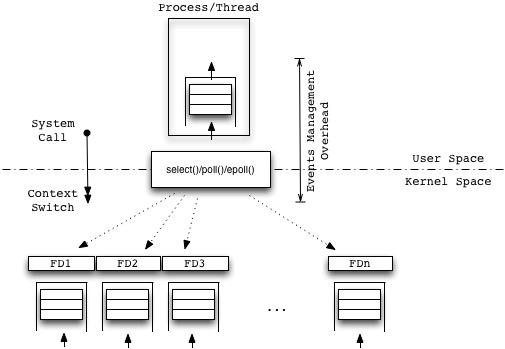 Process/Thread
System
Call
Events Management
Overhead
select()/poll()/epoll()
User Space
Kernel Space
Context
Switch
FD1
FD2
FD3
FDn
...